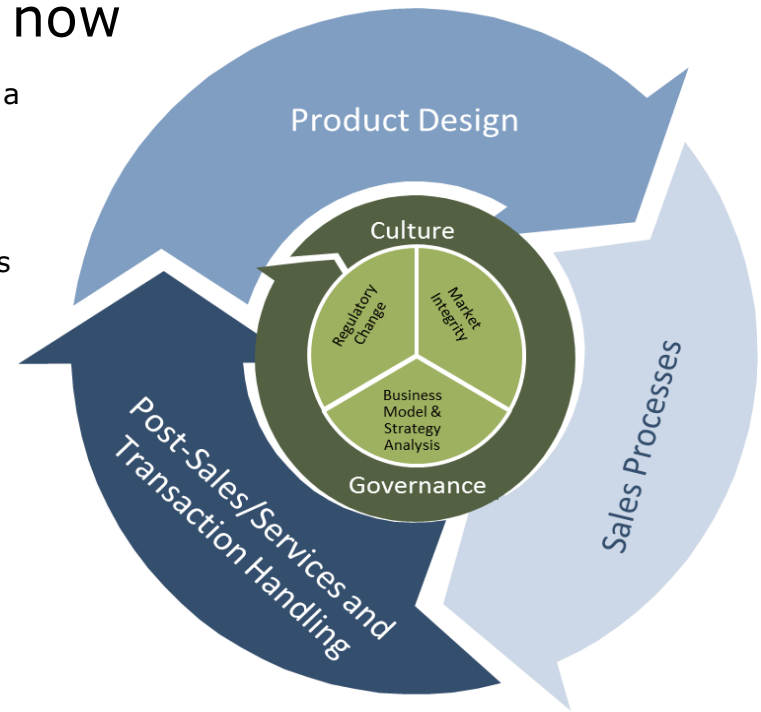 now
a
s
Product Design
Culture
Regulatory
Change
Market
Integrity
Business
Model &
Strategy
Analysis
Governance
Sales Processes
Post-Sales/Services and
Transaction Handling